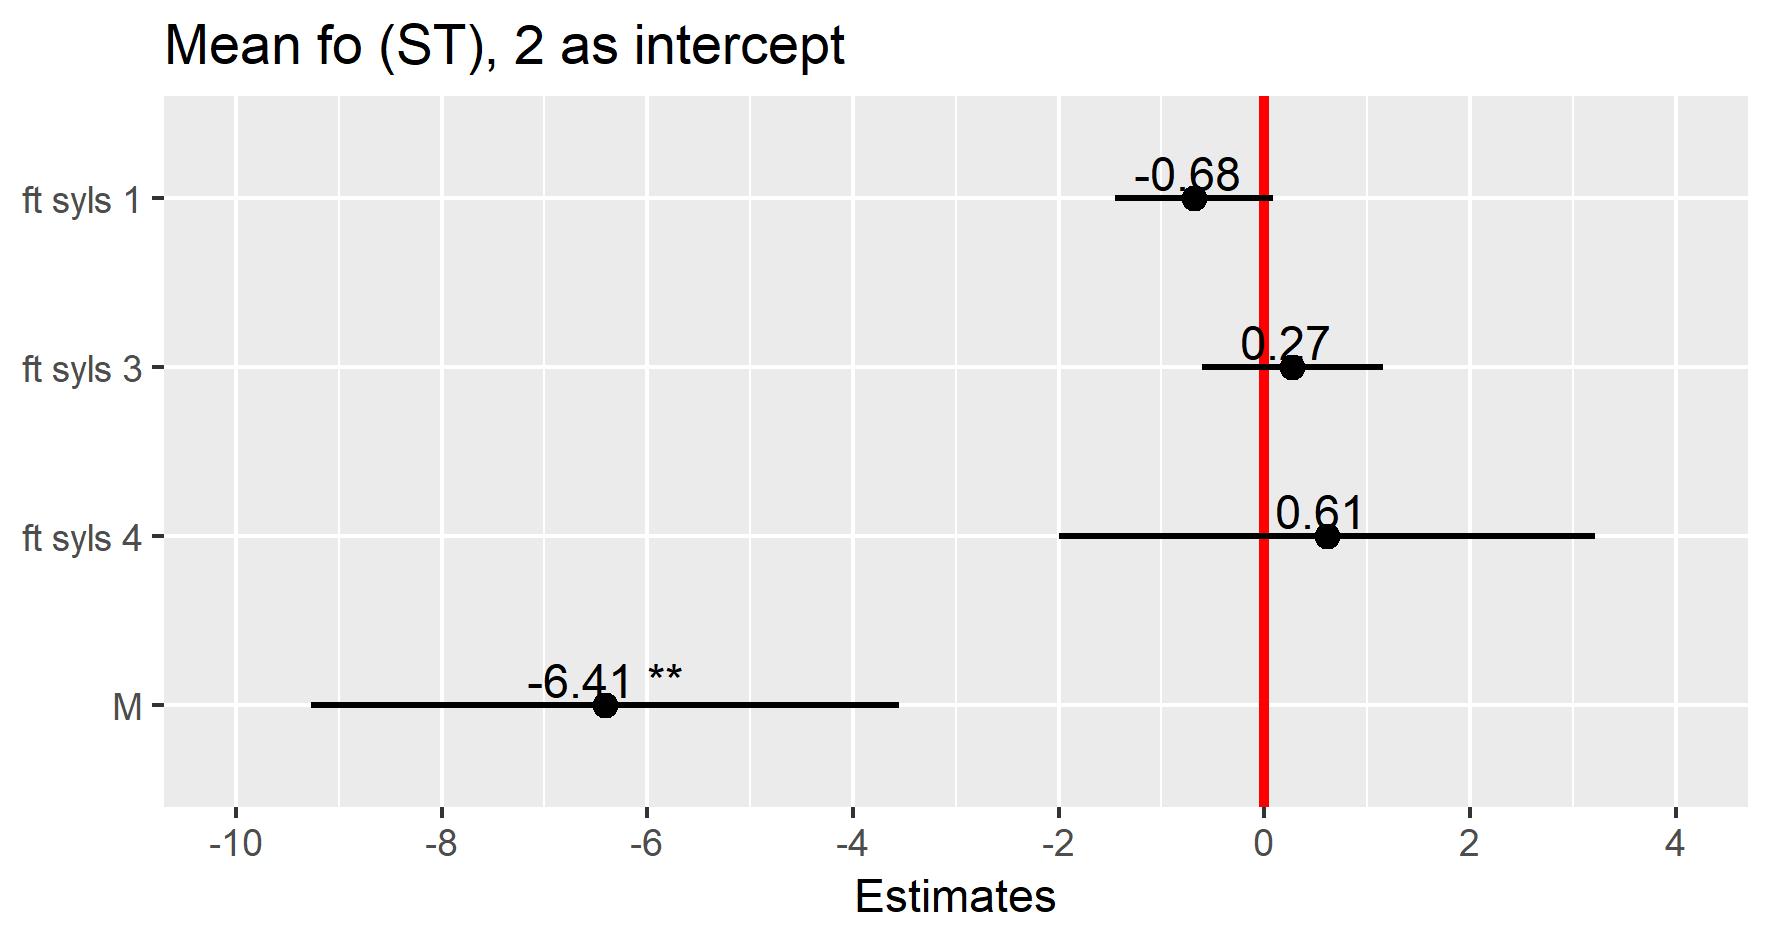 Mean fo (ST), 2 as intercept
ft syls 1
-0.68
ft syls 3
0.27
ft syls 4
0.61
M
-6.41 **
-10 -8 -6 -4 -2 0 2 4
Estimates